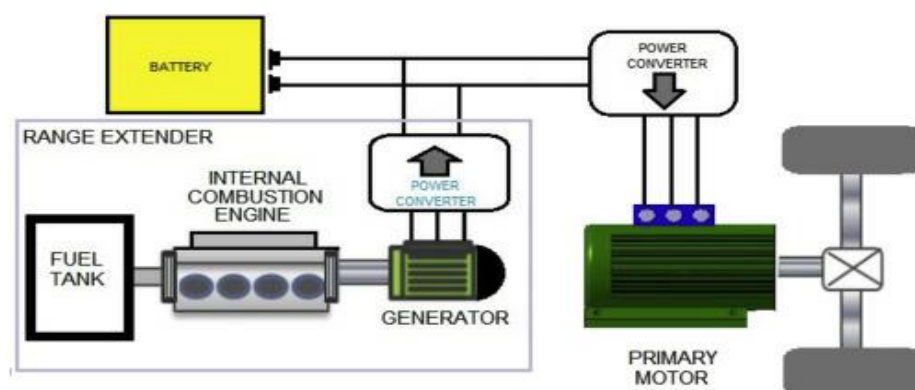 BATTERY
POWER
CONVERTER
RANGE EXTENDER
INTERNAL
COMBUSTION
ENGINE
POWER
CONVERTER
FUEL
TANK
GENERATOR
PRIMARY
MOTOR